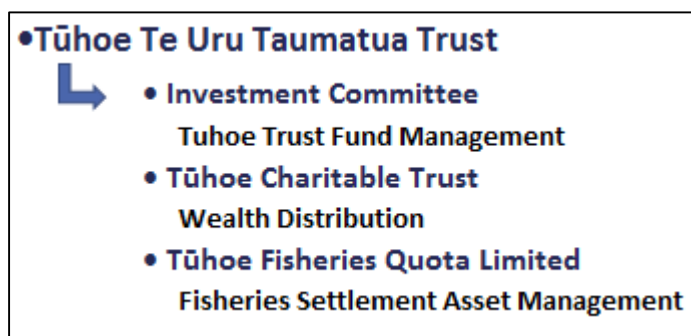 •Tūhoe Te Uru Taumatua Trust
• Investment Committee
Tuhoe Trust Fund Management
• Tūhoe Charitable Trust
Wealth Distribution
• Tūhoe Fisheries Quota Limited
Fisheries Settlement Asset Management